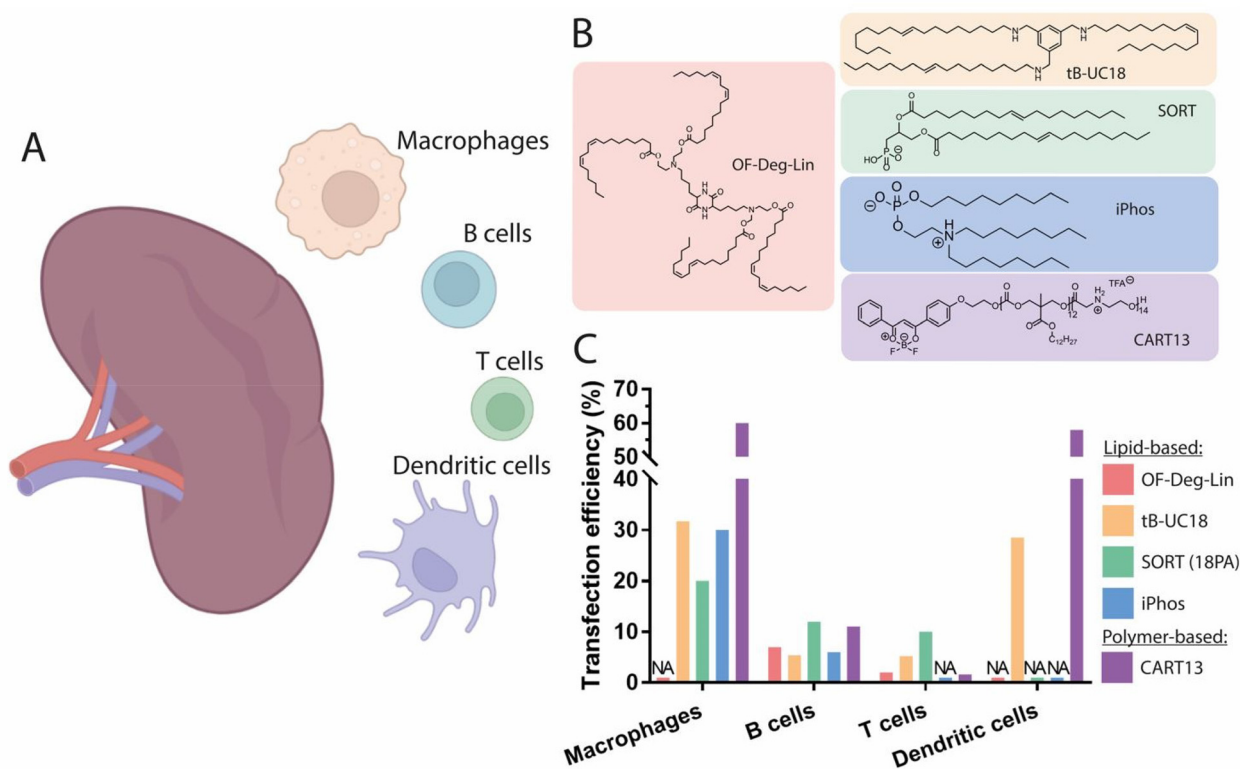 A
Macrophages
B cells
T cells
Dendritic cells
B
OF-Deg-Lin
tB-UC18
SORT
iPhos
CART13
C
Transfection efficiency (%)
70
60
50
40
30
20
10
0
NA
NA
NA
NA
NA
Macrophages
B cells
T cells
Dendritic cells
Lipid-based:
OF-Deg-Lin
tB-UC18
SORT (18PA)
iPhos
Polymer-based:
CART13